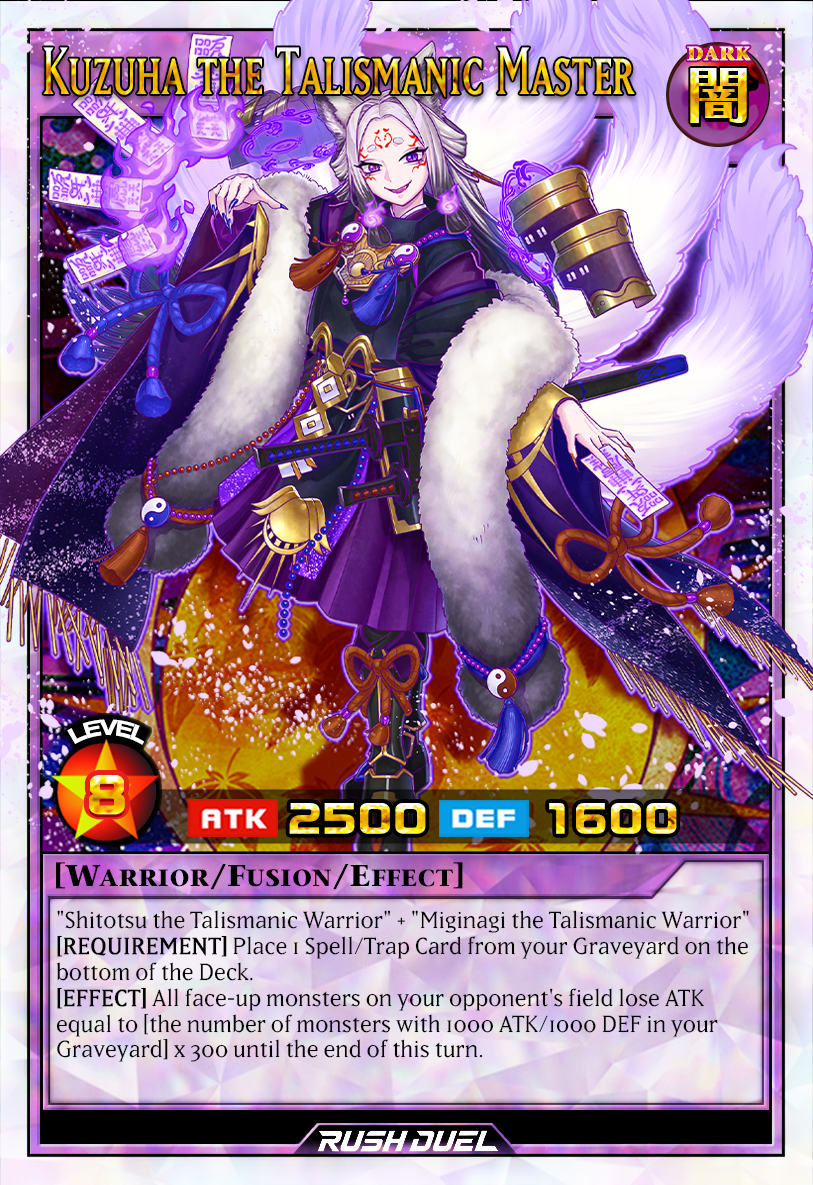 Kuzuha the Talismanic Master
DARK
闇
LEVEL
8
ATK 2500 DEF 1600
[Warrior/Fusion/Effect]
"Shitotsu the Talismanic Warrior" + "Miginagi the Talismanic Warrior"
[REQUIREMENT] Place 1 Spell/Trap Card from your Graveyard on the
bottom of the Deck.
[EFFECT] All face-up monsters on your opponent's field lose ATK
equal to [the number of monsters with 1000 ATK/1000 DEF in your
Graveyard] x 300 until the end of this turn.
RUSH DUEL